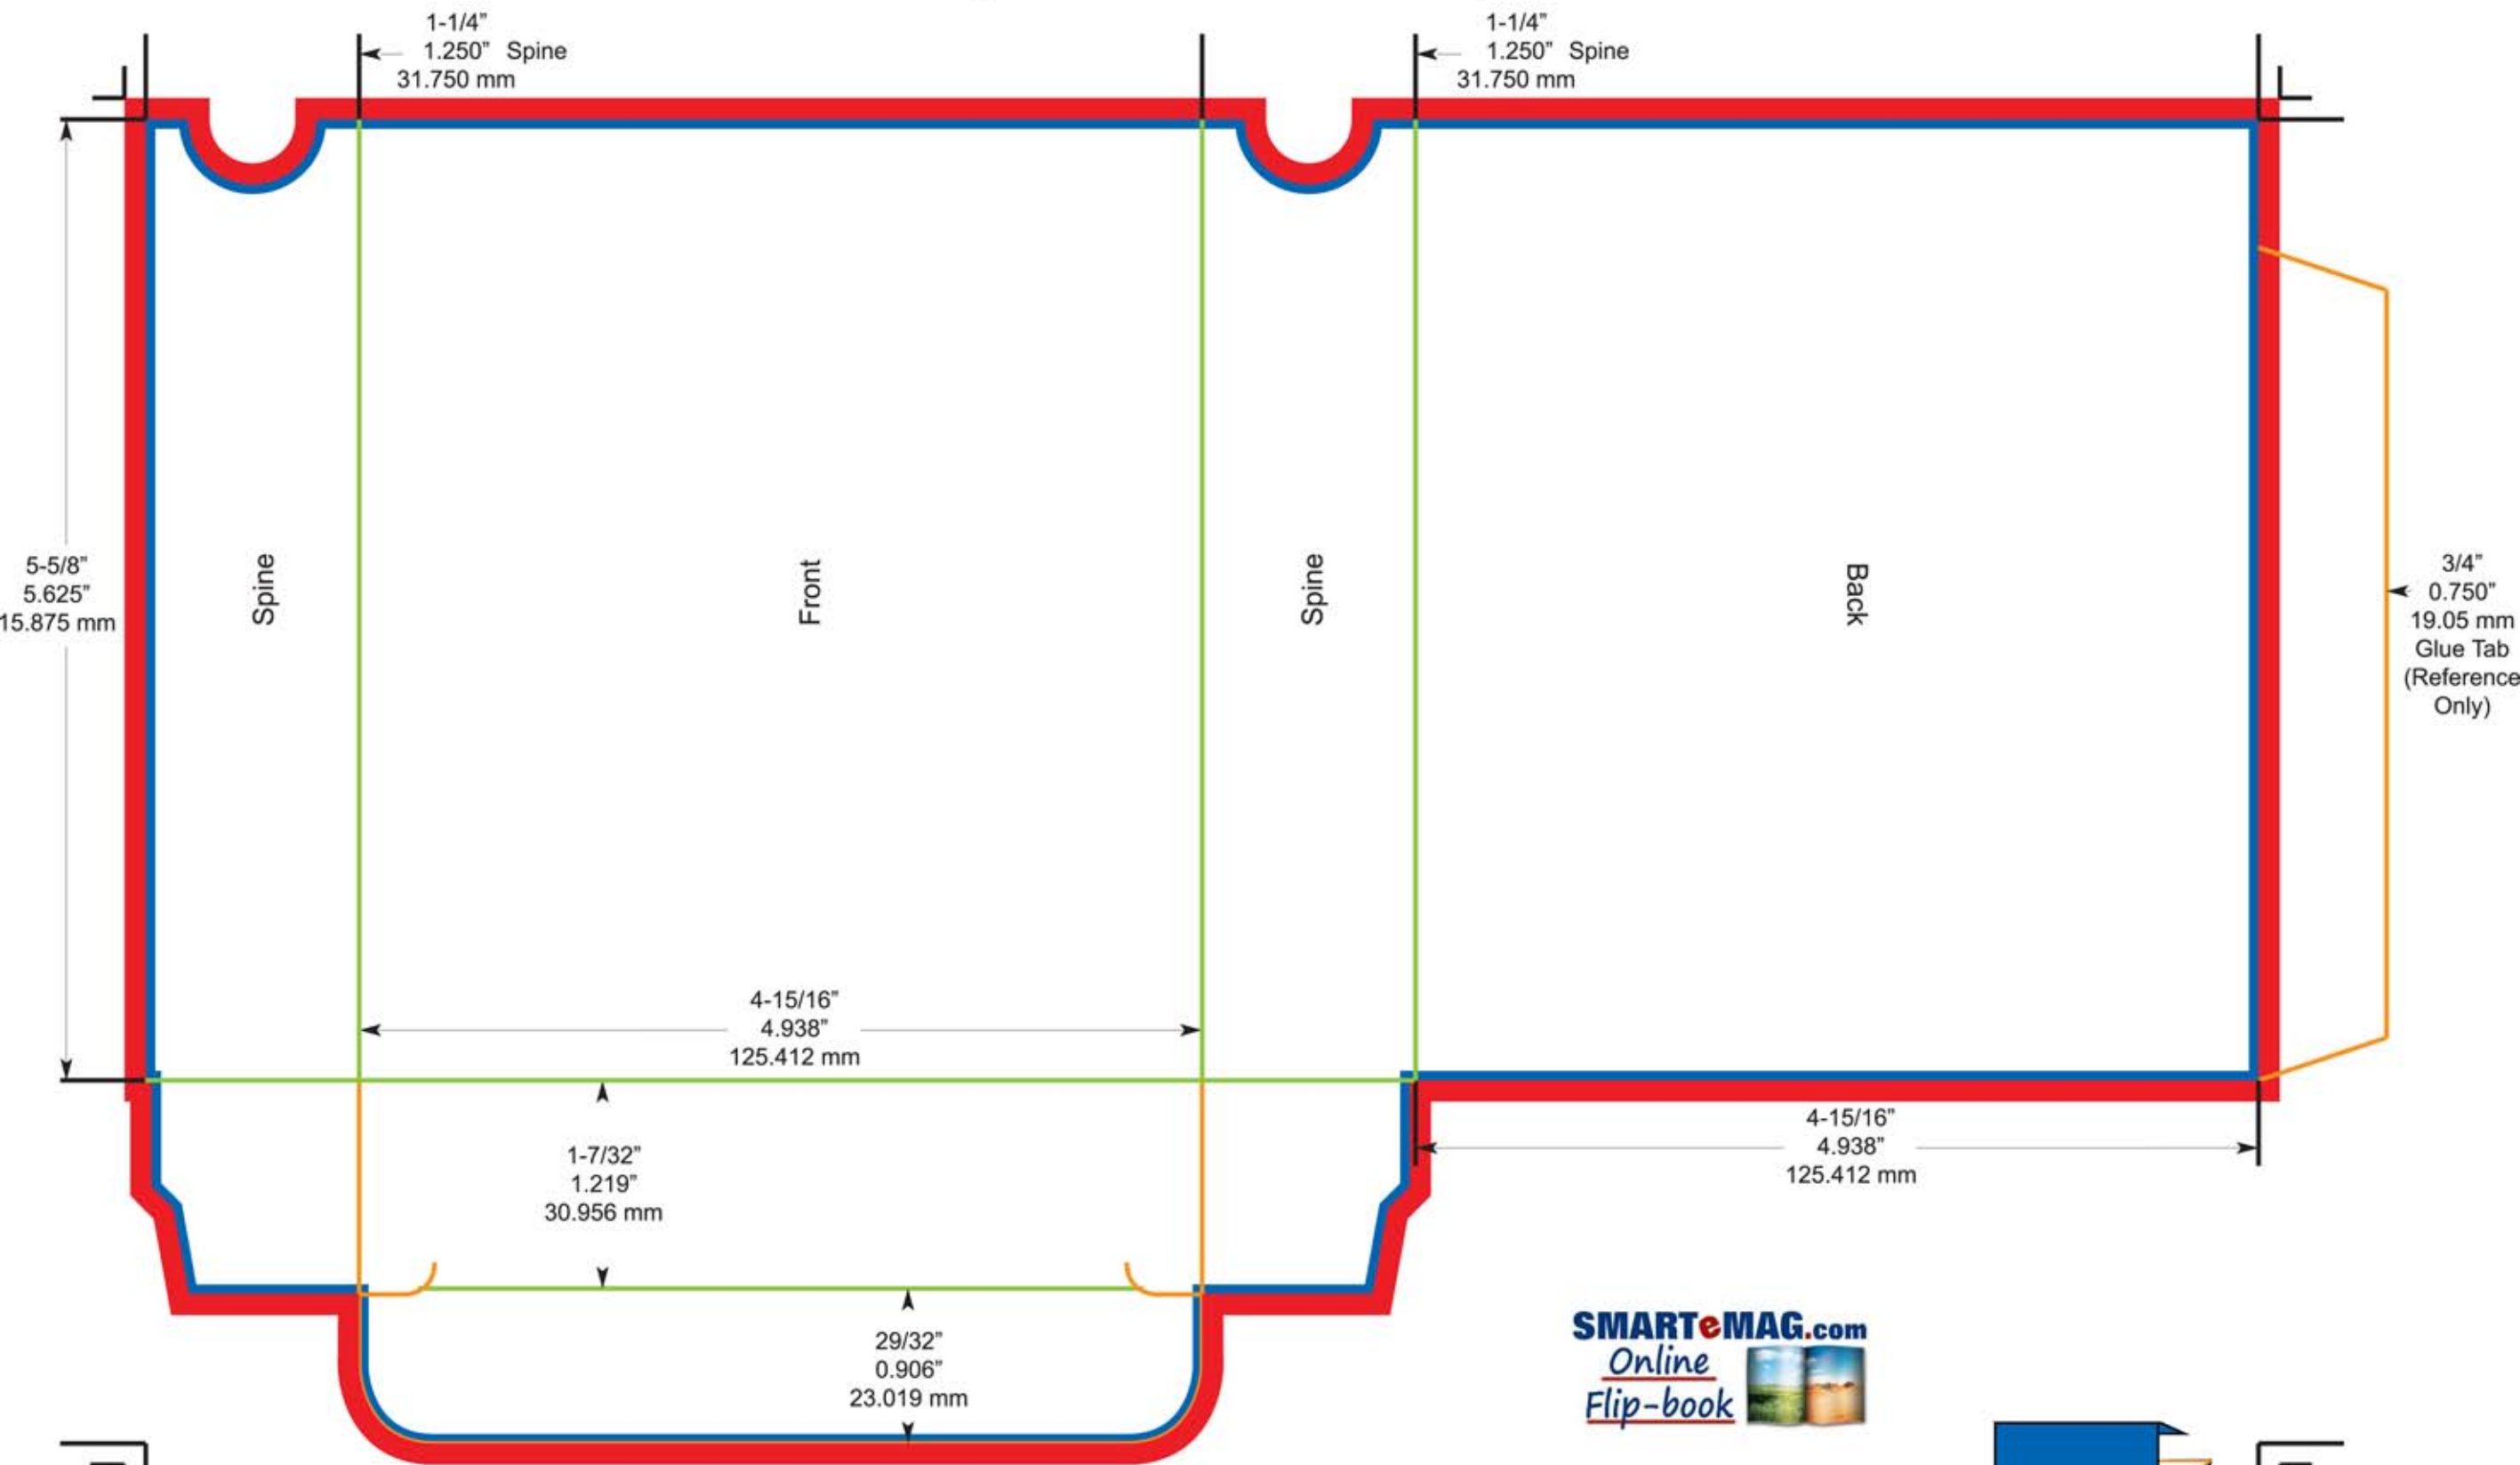 1-1/4”
1.250” Spine
31.750 mm
1-1/4”
1.250” Spine
31.750 mm
5-5/8”
5.625”
15.875 mm
Spine
Front
Spine
Back
3/4”
0.750”
19.05 mm
Glue Tab
(Reference
Only)
4-15/16”
4.938”
125.412 mm
4-15/16”
4.938”
125.412 mm
1-7/32”
1.219”
30.956 mm
29/32”
0.906”
23.019 mm
SMARTeMAG.com
Online
Flip-book